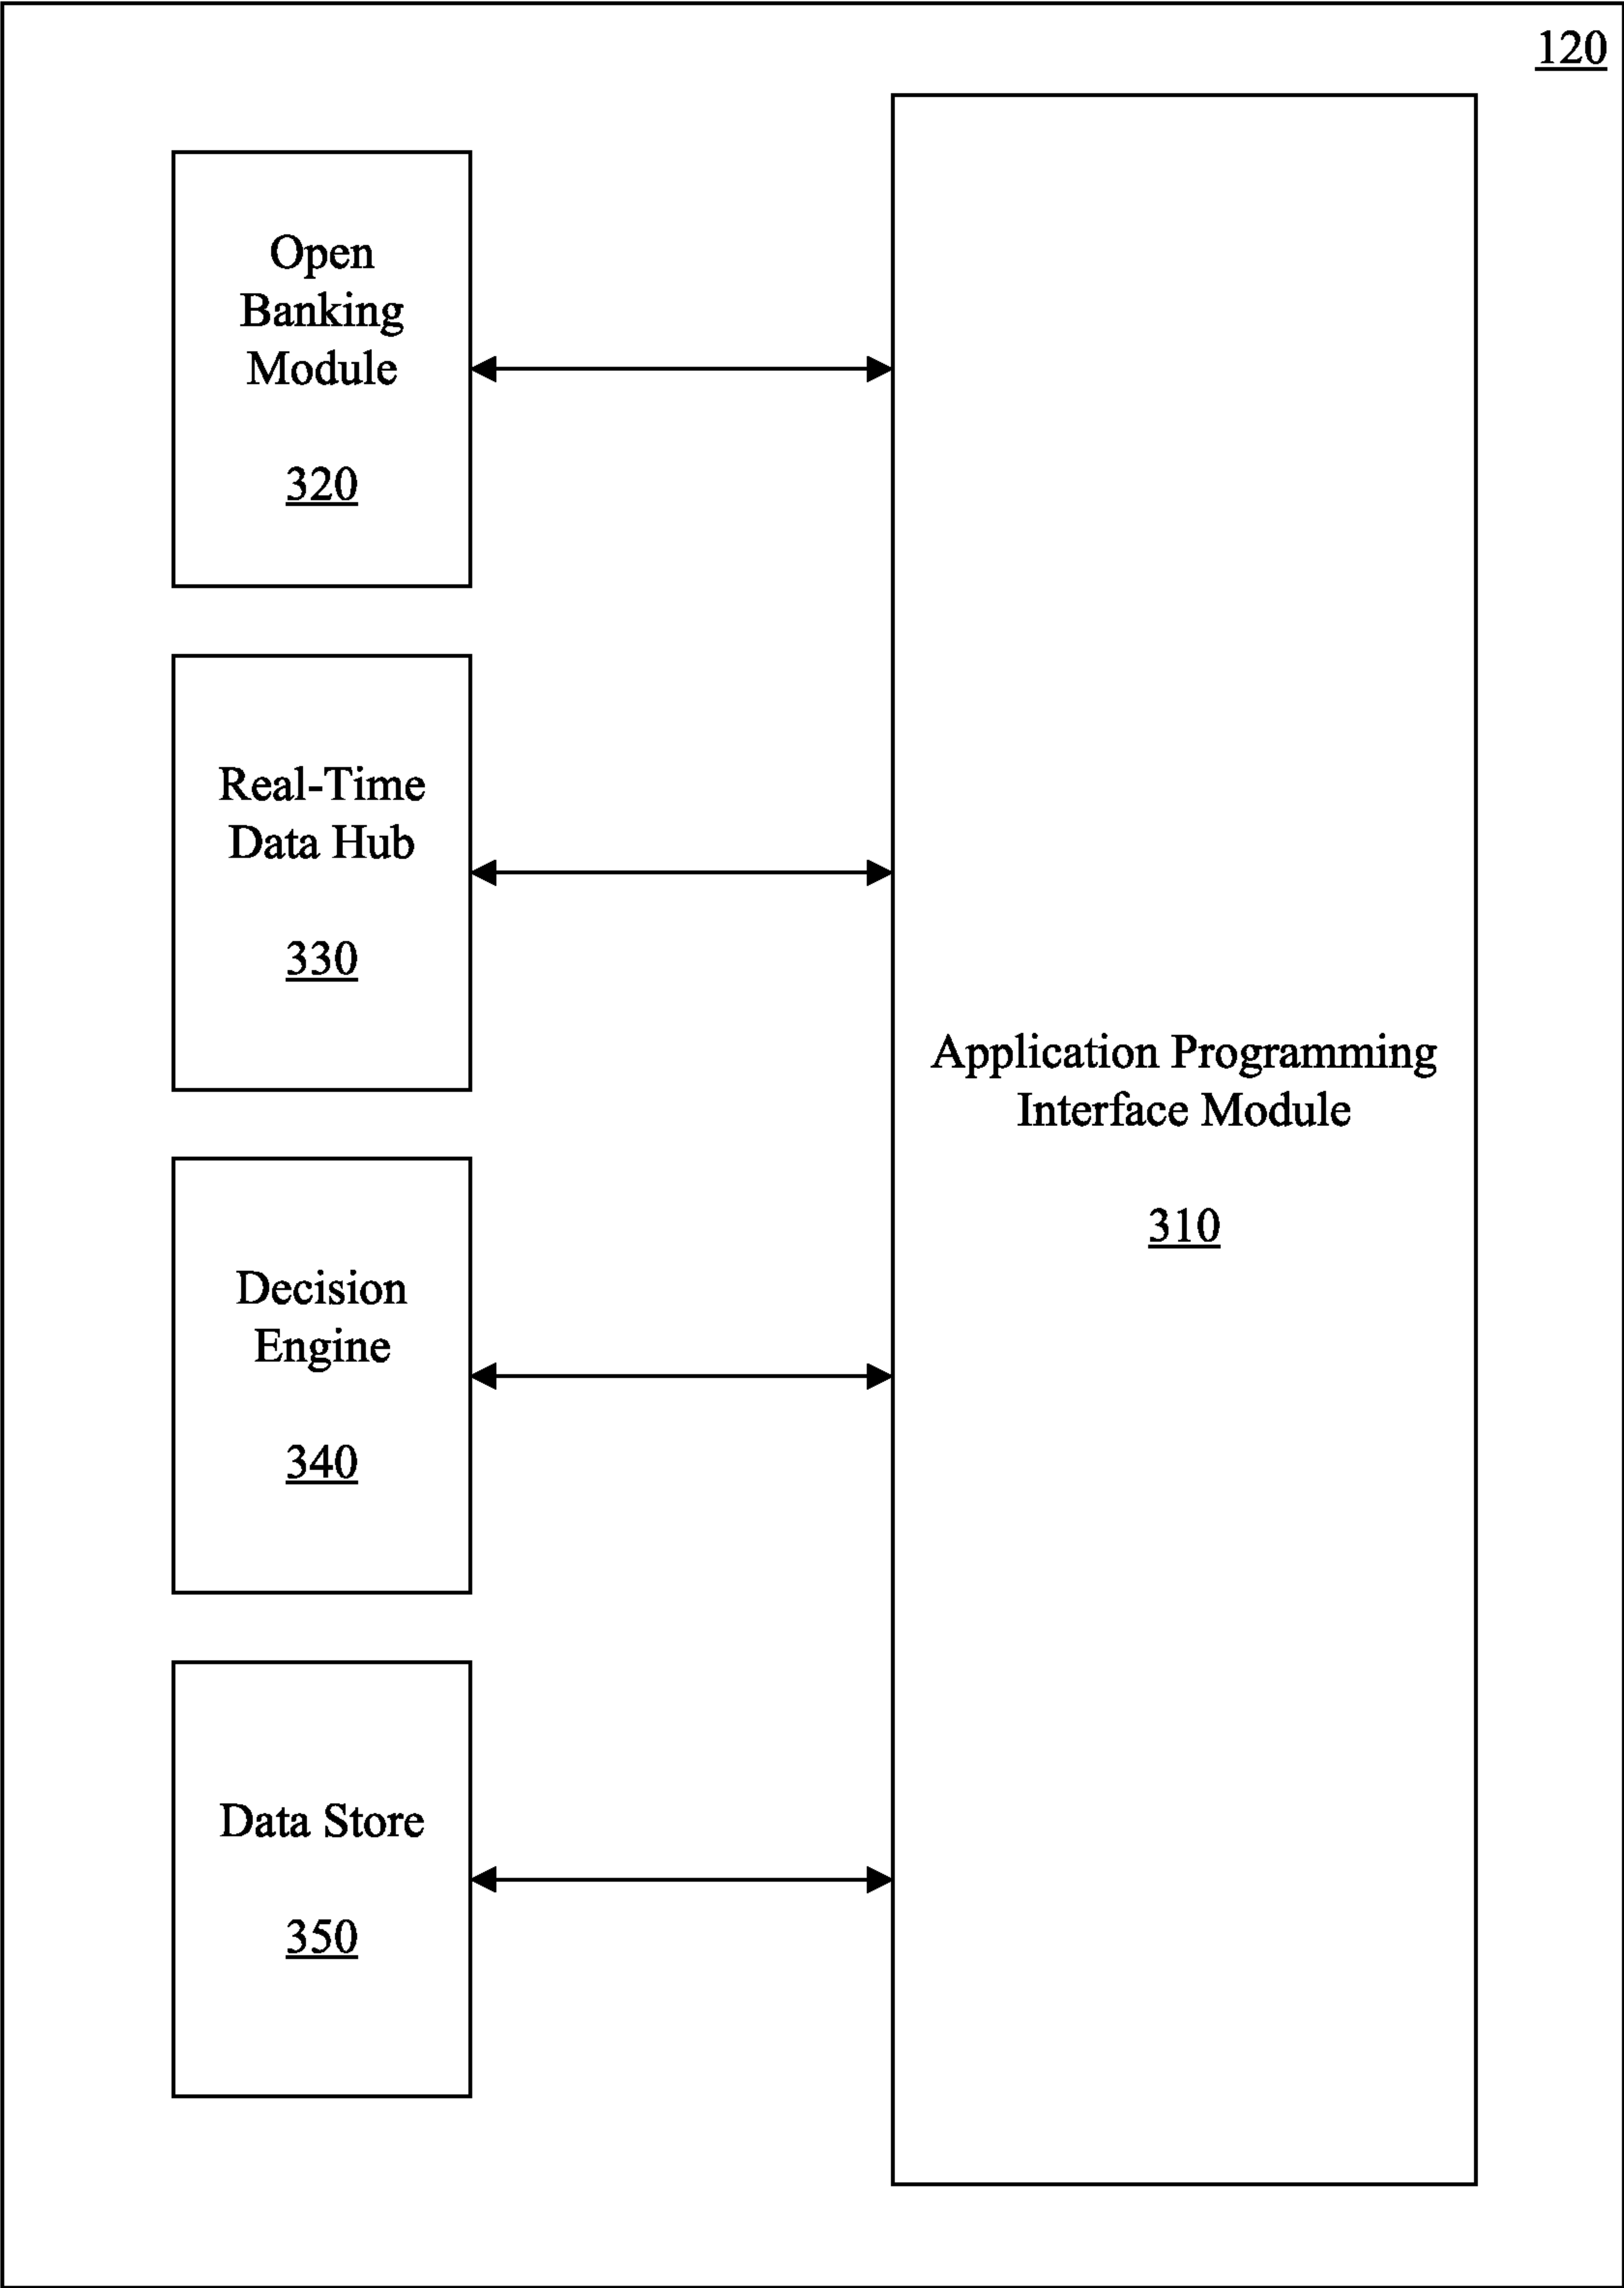 120
Open
Banking
Module
320
Real-Time
Data Hub
330
Application Programming
Interface Module
310
Decision
Engine
340
Data Store
350